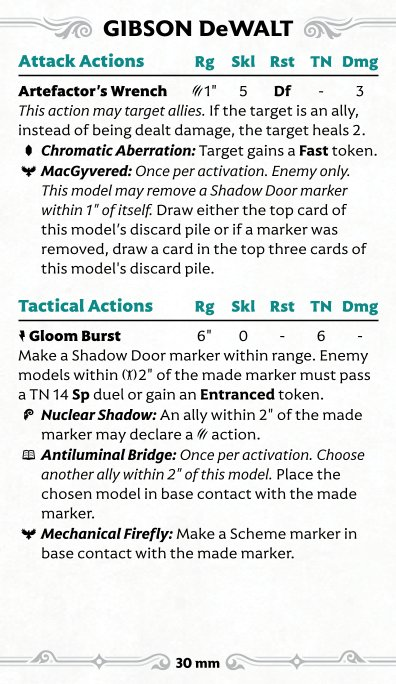 GIBSON DeWALT
Attack Actions Rg Skl Rst TN Dmg
Artefactor's Wrench 1" 5 Df - 3
This action may target allies. If the target is an ally,
instead of being dealt damage, the target heals 2.
Chromatic Aberration: Target gains a Fast token.
MacGyvered: Once per activation. Enemy only.
This model may remove a Shadow Door marker
within 1" of itself. Draw either the top card of
this model's discard pile or if a marker was
removed, draw a card in the top three cards of
this model's discard pile.
Tactical Actions Rg Skl Rst TN Dmg
Gloom Burst 6" 0 - 6 -
Make a Shadow Door marker within range. Enemy
models within 2" of the made marker must pass
a TN 14 Sp duel or gain an Entranced token.
Nuclear Shadow: An ally within 2" of the made
marker may declare a action.
Antiluminal Bridge: Once per activation. Choose
another ally within 2" of this model. Place the
chosen model in base contact with the made
marker.
Mechanical Firefly: Make a Scheme marker in
base contact with the made marker.
30 mm